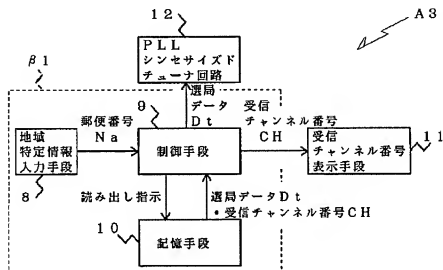 12
A3
PLL
シンセサイズド
チューナ回路
β1
選局
データ
Dt
9
郵便番号
Na
受信
チャンネル番号
CH
地域
特定情報
入力手段
8
制御手段
受信
チャンネル番号
表示手段
11
読み出し指示
選局データDt
・受信チャンネル番号CH
10
記憶手段